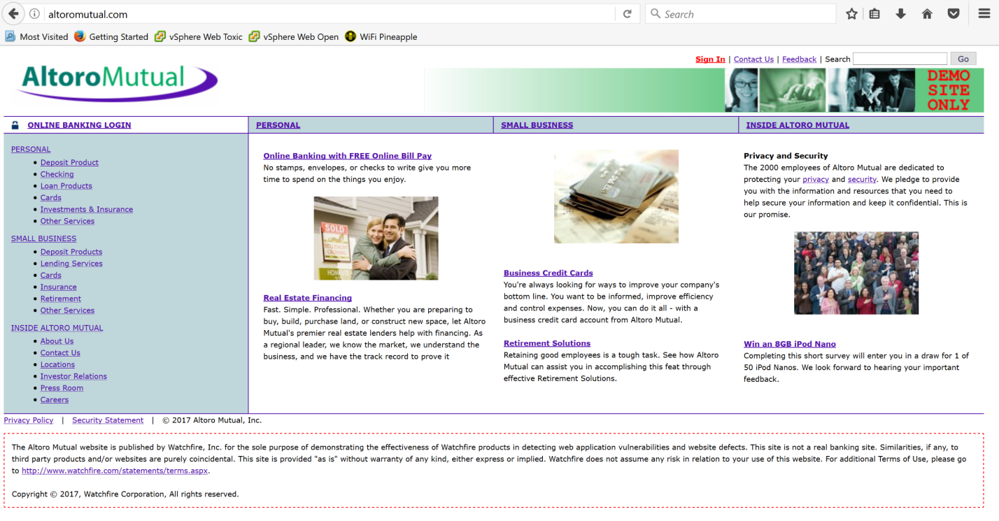 altoromutual.com
Search
Most Visited Getting Started vSphere Web Toxic vSphere Web Open WiFi Pineapple
Sign In | Contact Us | Feedback | Search Go
AltoroMutual
DEMO
SITE
ONLY
ONLINE BANKING LOGIN
PERSONAL
SMALL BUSINESS
INSIDE ALTORO MUTUAL
PERSONAL
Deposit Product
Checking
Loan Products
Cards
Investments & Insurance
Other Services
SMALL BUSINESS
Deposit Products
Lending Services
Cards
Insurance
Retirement
Other Services
INSIDE ALTORO MUTUAL
About Us
Contact Us
Locations
Investor Relations
Press Room
Careers
Online Banking with FREE Online Bill Pay
No stamps, envelopes, or checks to write give you more
time to spend on the things you enjoy.
SOLD
Real Estate Financing
Fast. Simple. Professional. Whether you are preparing to
buy, build, purchase land, or construct new space, let Altoro
Mutual's premier real estate lenders help with financing. As
a regional leader, we know the market, we understand the
business, and we have the track record to prove it
Business Credit Cards
You're always looking for ways to improve your company's
bottom line. You want to be informed, improve efficiency
and control expenses. Now, you can do it all - with a
business credit card account from Altoro Mutual.
Retirement Solutions
Retaining good employees is a tough task. See how Altoro
Mutual can assist you in accomplishing this feat through
effective Retirement Solutions.
Privacy and Security
The 2000 employees of Altoro Mutual are dedicated to
protecting your privacy and security. We pledge to provide
you with the information and resources that you need to
help secure your information and keep it confidential. This is
our promise.
Win an 8GB iPod Nano
Completing this short survey will enter you in a draw for 1 of
50 iPod Nanos. We look forward to hearing your important
feedback.
Privacy Policy | Security Statement | © 2017 Altoro Mutual, Inc.
The Altoro Mutual website is published by Watchfire, Inc. for the sole purpose of demonstrating the effectiveness of Watchfire products in detecting web application vulnerabilities and website defects. This site is not a real banking site. Similarities, if any, to
third party products and/or websites are purely coincidental. This site is provided "as is" without warranty of any kind, either express or implied. Watchfire does not assume any risk in relation to your use of this website. For additional Terms of Use, please go
to http://www.watchfire.com/statements/terms.aspx.
Copyright © 2017, Watchfire Corporation, All rights reserved.